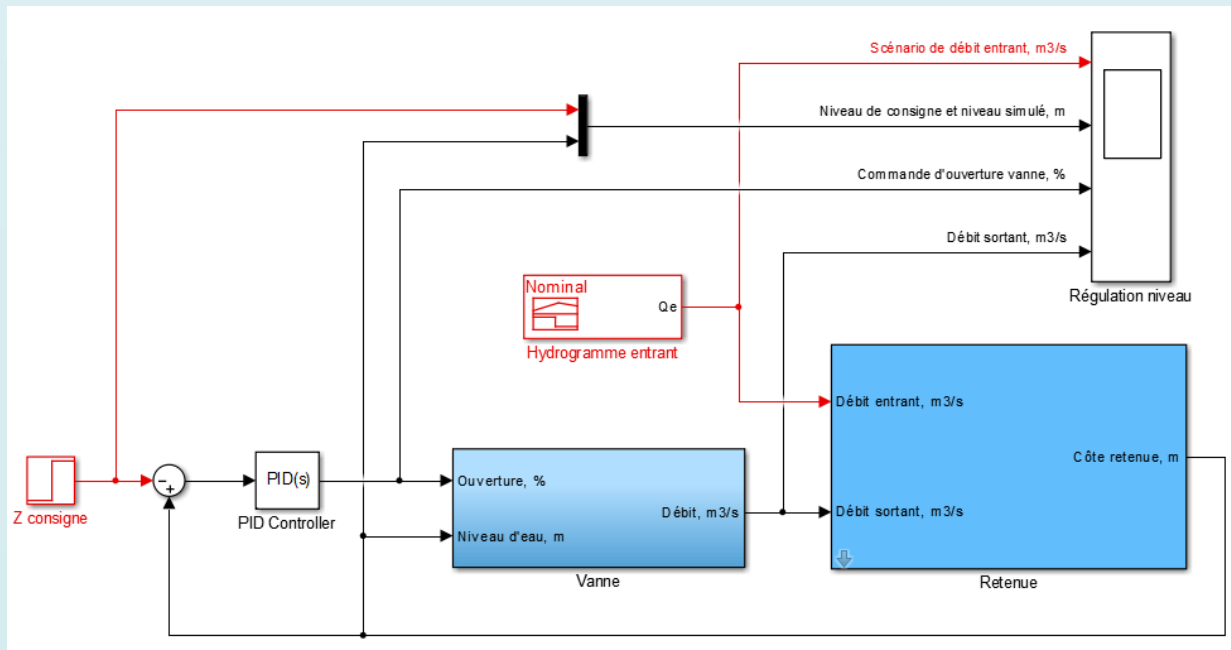 Scénario de débit entrant, m3/s
Niveau de consigne et niveau simulé, m
Commande d'ouverture vanne, %
Débit sortant, m3/s
Régulation niveau
Nominal
Qe
Hydrogramme entrant
Débit entrant, m3/s
Côte retenue, m
Débit sortant, m3/s
Retenue
Z consigne
-
+
PID(s)
PID Controller
Ouverture, %
Débit, m3/s
Niveau d'eau, m
Vanne